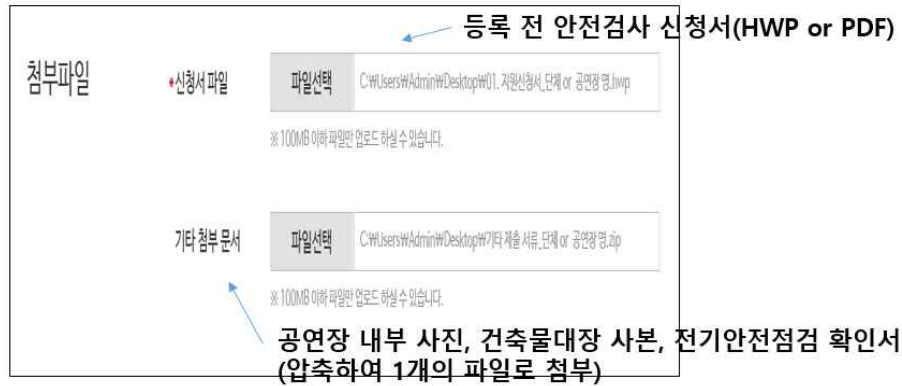 등록 전 안전검사 신청서(HWP or PDF)
첨부파일
*신청서 파일
파일선택
C:₩Users₩Admin₩Desktop₩01. 지원신청서_단체 or 공연장 명.hwp
※ 100MB 이하 파일만 업로드 하실 수 있습니다.
기타 첨부 문서
파일선택
C:₩Users₩Admin₩Desktop₩기타 제출 서류_단체 or 공연장 명.zip
※ 100MB 이하 파일만 업로드 하실 수 있습니다.
공연장 내부 사진, 건축물대장 사본, 전기안전점검 확인서
(압축하여 1개의 파일로 첨부)